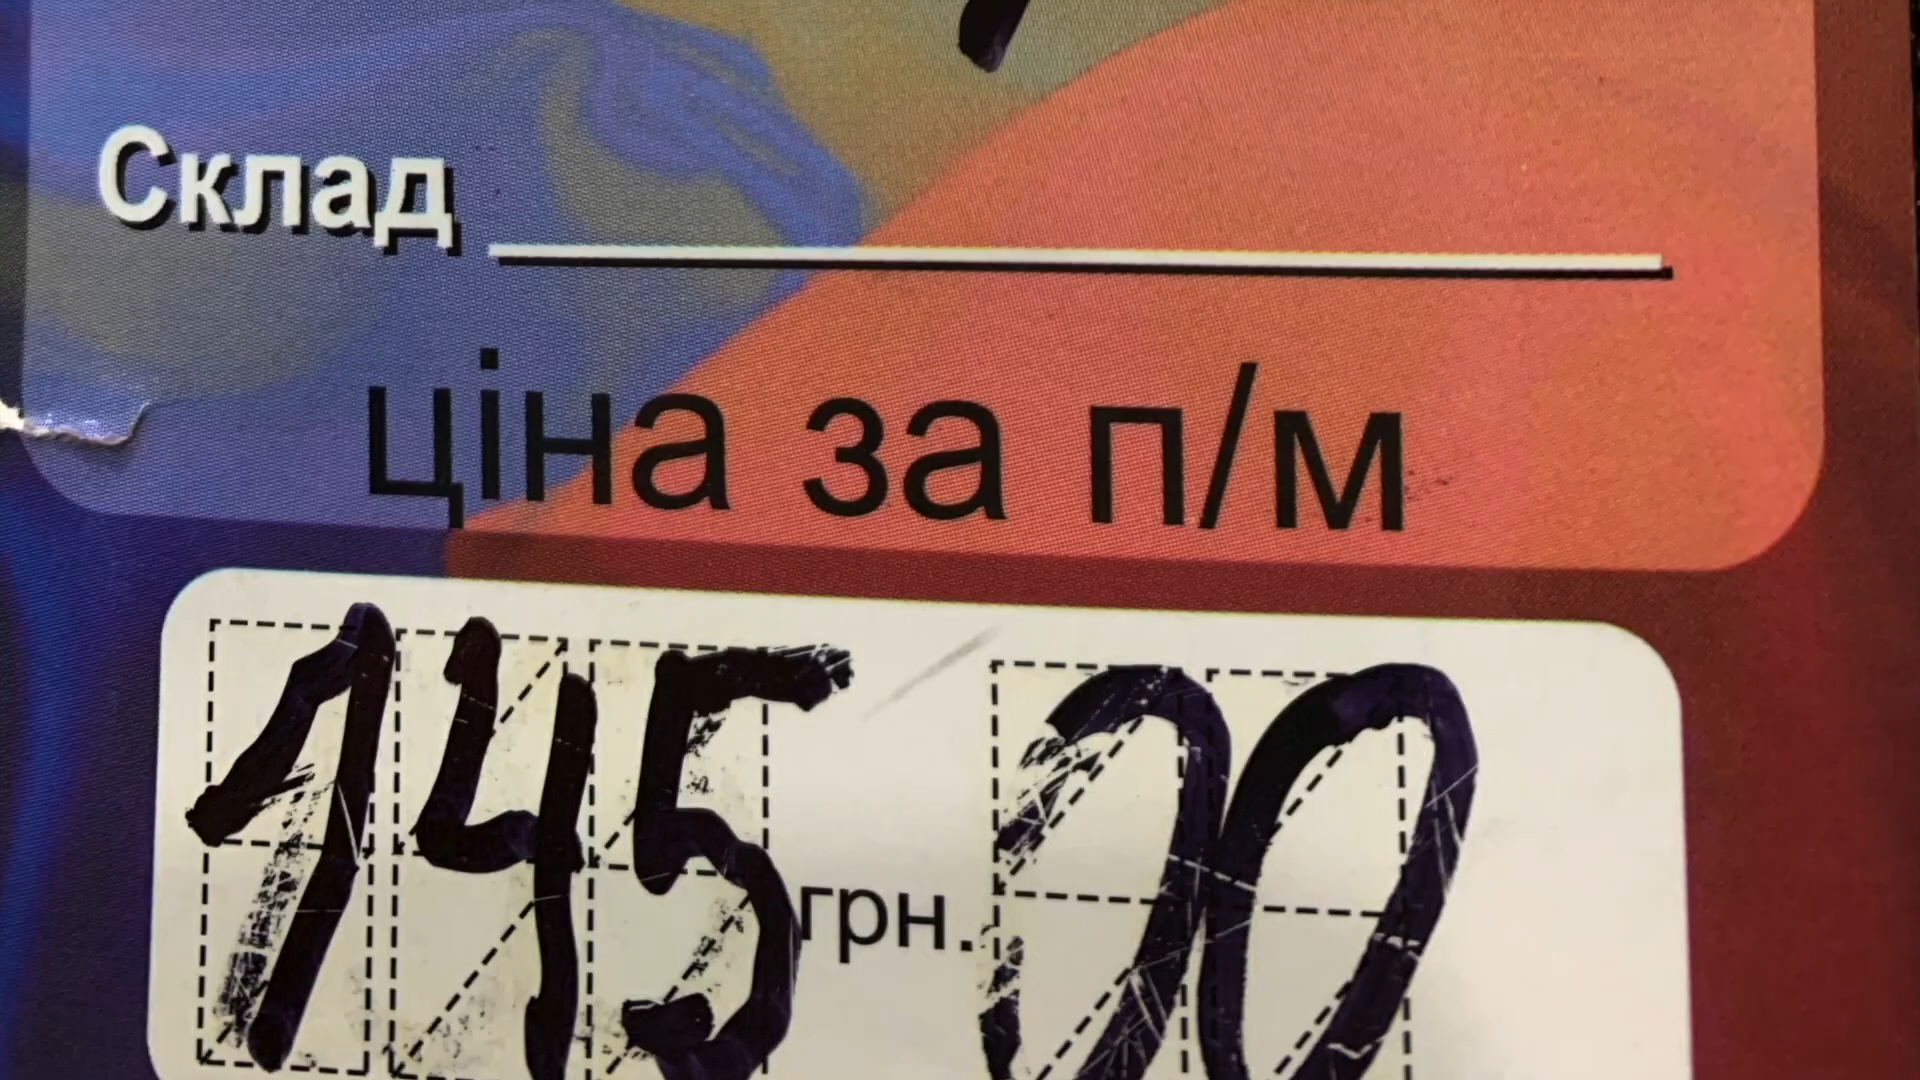 Склад
ціна за п/м
145 грн. 00